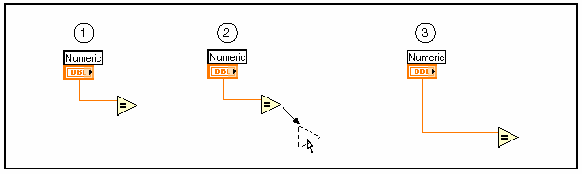 1 2 3
Numeric Numeric Numeric
DBL DBL DBL
= = =